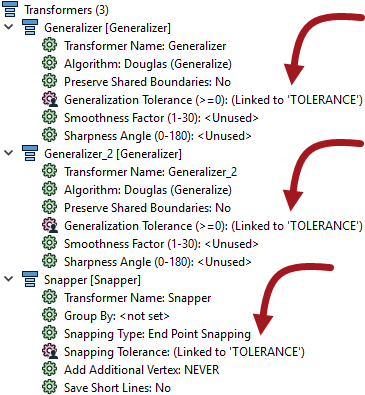 Transformers (3)
Generalizer [Generalizer]
Transformer Name: Generalizer
Algorithm: Douglas (Generalize)
Preserve Shared Boundaries: No
Generalization Tolerance (>=0): (Linked to 'TOLERANCE')
Smoothness Factor (1-30): <Unused>
Sharpness Angle (0-180): <Unused>
Generalizer_2 [Generalizer]
Transformer Name: Generalizer_2
Algorithm: Douglas (Generalize)
Preserve Shared Boundaries: No
Generalization Tolerance (>=0): (Linked to 'TOLERANCE')
Smoothness Factor (1-30): <Unused>
Sharpness Angle (0-180): <Unused>
Snapper [Snapper]
Transformer Name: Snapper
Group By: <not set>
Snapping Type: End Point Snapping
Snapping Tolerance: (Linked to 'TOLERANCE')
Add Additional Vertex: NEVER
Save Short Lines: No